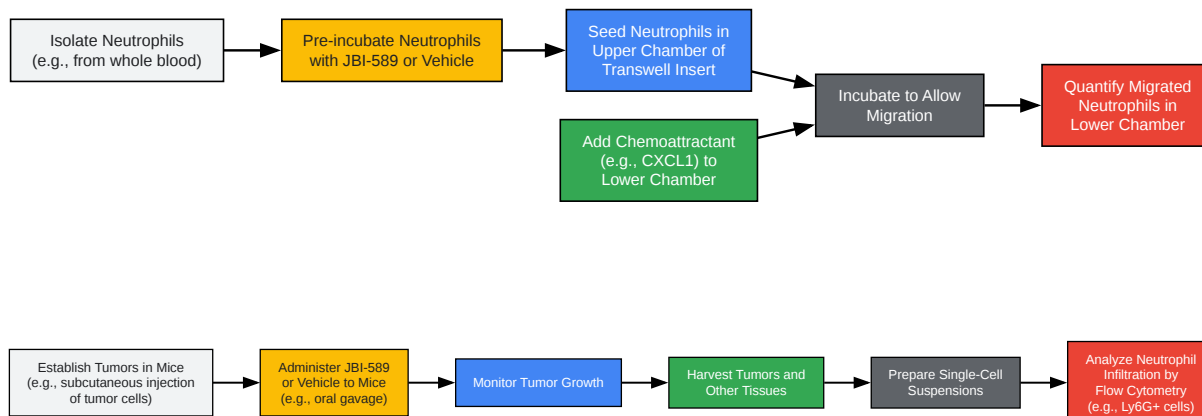 Isolate Neutrophils
(e.g., from whole blood)
Pre-incubate Neutrophils
with JBI-589 or Vehicle
Seed Neutrophils in
Upper Chamber of
Transwell Insert
Add Chemoattractant
(e.g., CXCL1) to
Lower Chamber
Incubate to Allow
Migration
Quantify Migrated
Neutrophils in
Lower Chamber
Establish Tumors in Mice
(e.g., subcutaneous injection
of tumor cells)
Administer JBI-589
or Vehicle to Mice
(e.g., oral gavage)
Monitor Tumor Growth
Harvest Tumors and
Other Tissues
Prepare Single-Cell
Suspensions
Analyze Neutrophil
Infiltration by
Flow Cytometry
(e.g., Ly6G+ cells)